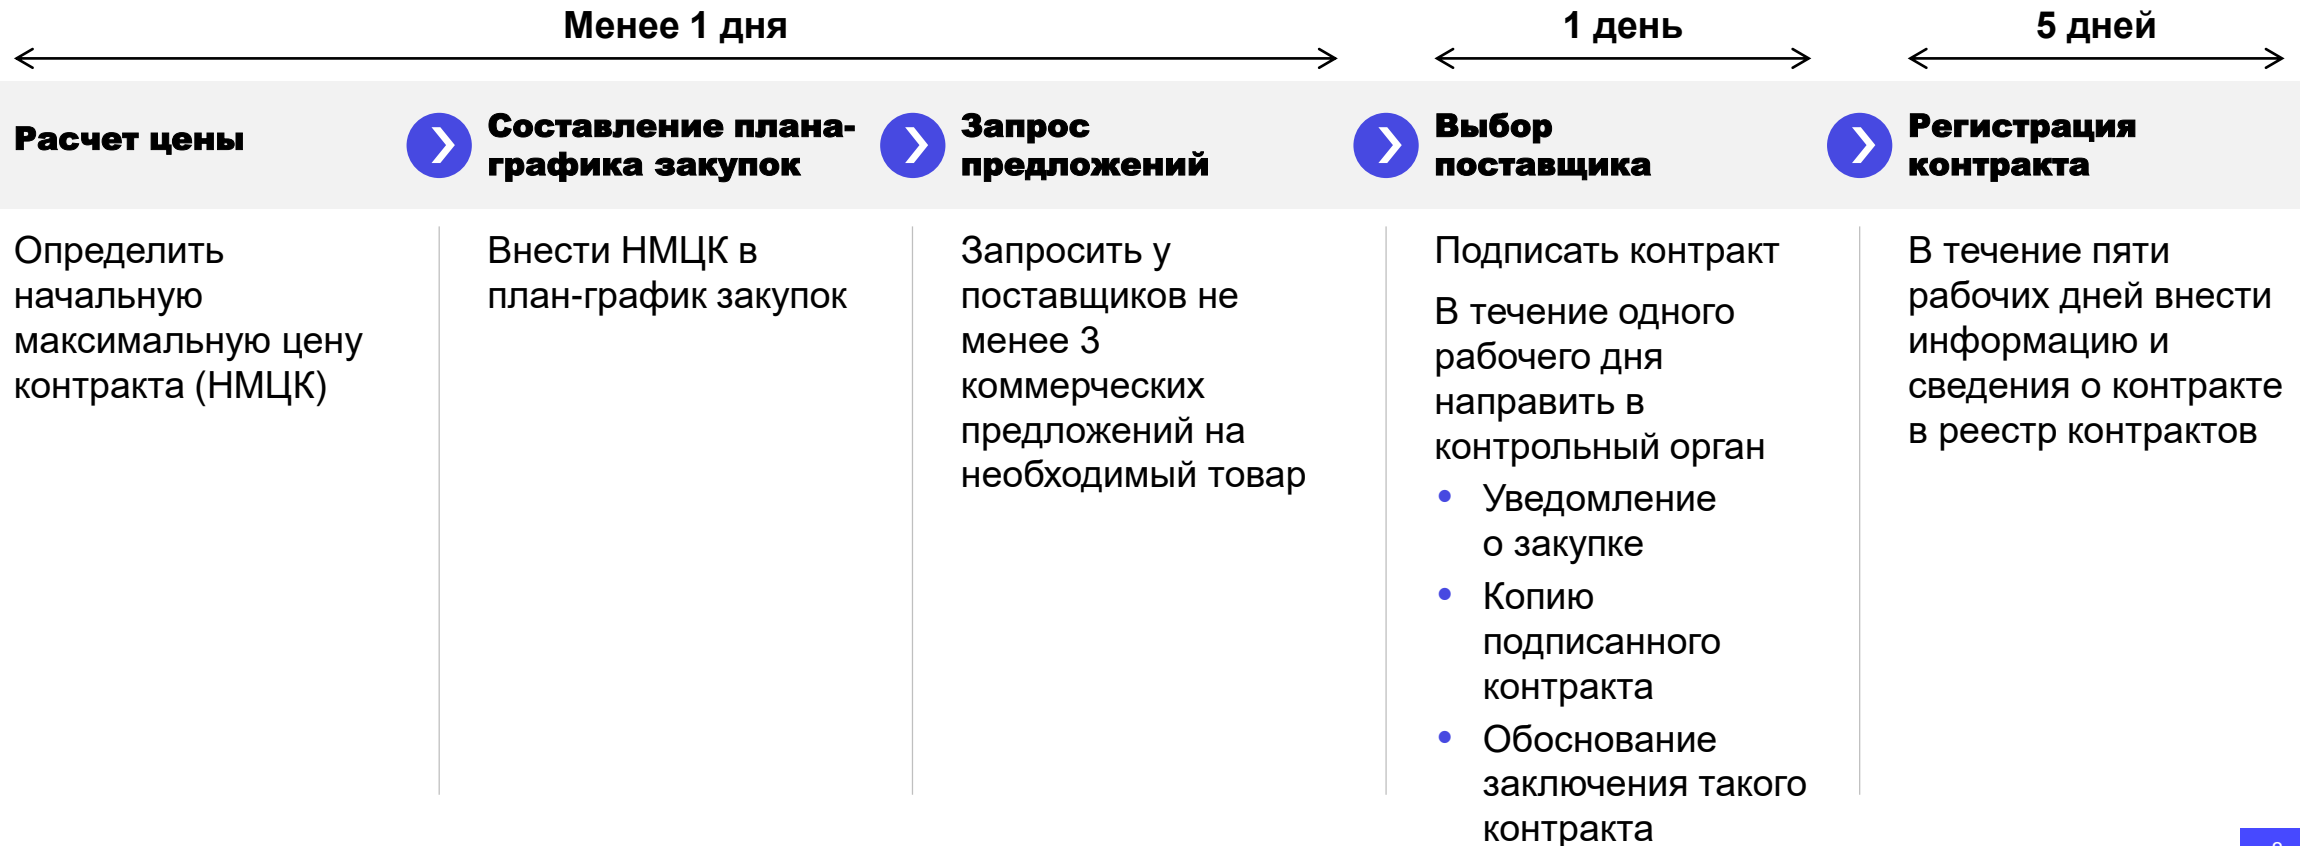 Менее 1 дня
1 день
5 дней
Расчет цены
Составление плана-
графика закупок
Запрос
предложений
Выбор
поставщика
Регистрация
контракта
Определить
начальную
максимальную цену
контракта (НМЦК)
Внести НМЦК в
план-график закупок
Запросить у
поставщиков не
менее 3
коммерческих
предложений на
необходимый товар
Подписать контракт
В течение одного
рабочего дня
направить в
контрольный орган
• Уведомление
о закупке
• Копию
подписанного
контракта
• Обоснование
заключения такого
контракта
В течение пяти
рабочих дней внести
информацию и
сведения о контракте
в реестр контрактов